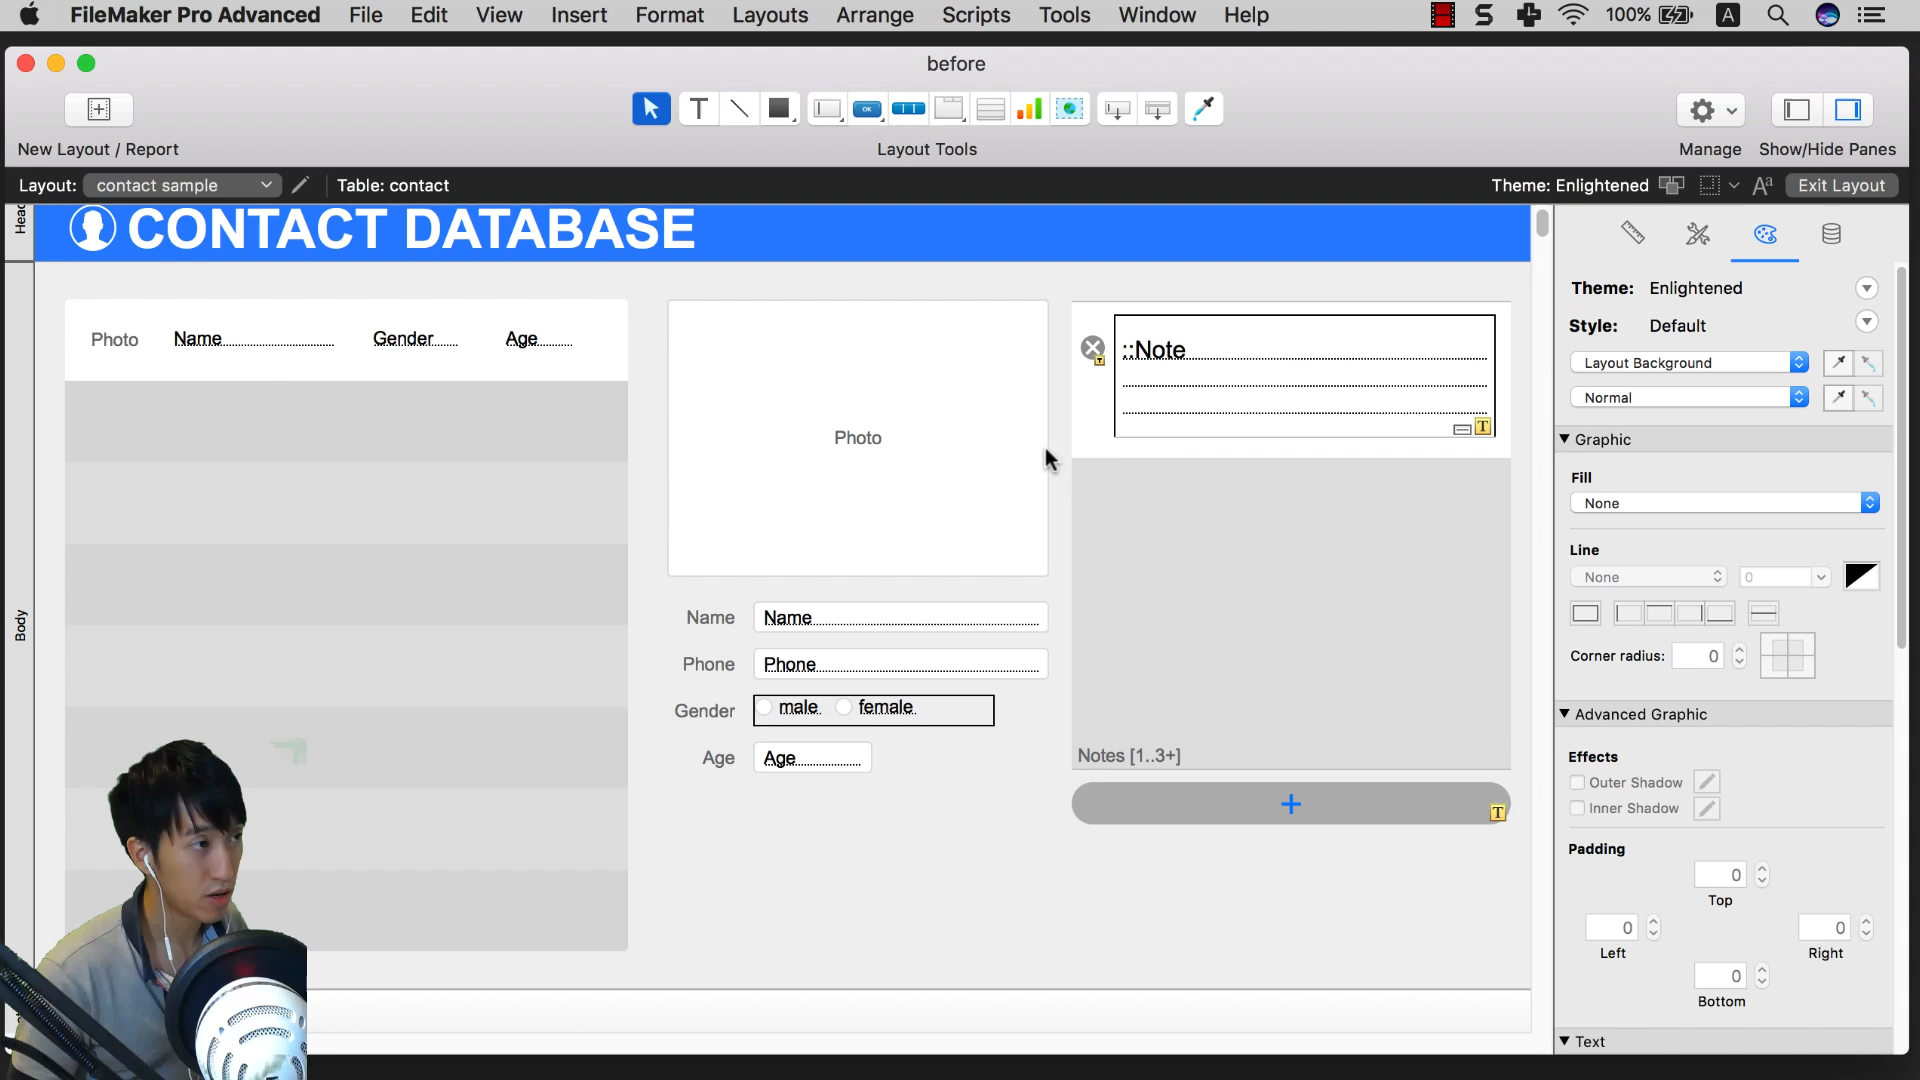 FileMaker Pro Advanced File Edit View Insert Format Layouts Arrange Scripts Tools Window Help 100% A
before
OK
New Layout / Report
Layout Tools
Manage
Show/Hide Panes
Layout: contact sample
Table: contact
Theme: Enlightened
Aa
Exit Layout
Head
CONTACT DATABASE
Body
Photo Name Gender Age
Photo
Name Name
Phone Phone
Gender male female
Age Age
::Note
T
Notes [1..3+]
+
T
Theme: Enlightened
Style: Default
Layout Background
Normal
Graphic
Fill
None
Line
None 0
Corner radius: 0
Advanced Graphic
Effects
Outer Shadow
Inner Shadow
Padding
0
Top
0 0
Left Right
0
Bottom
Text